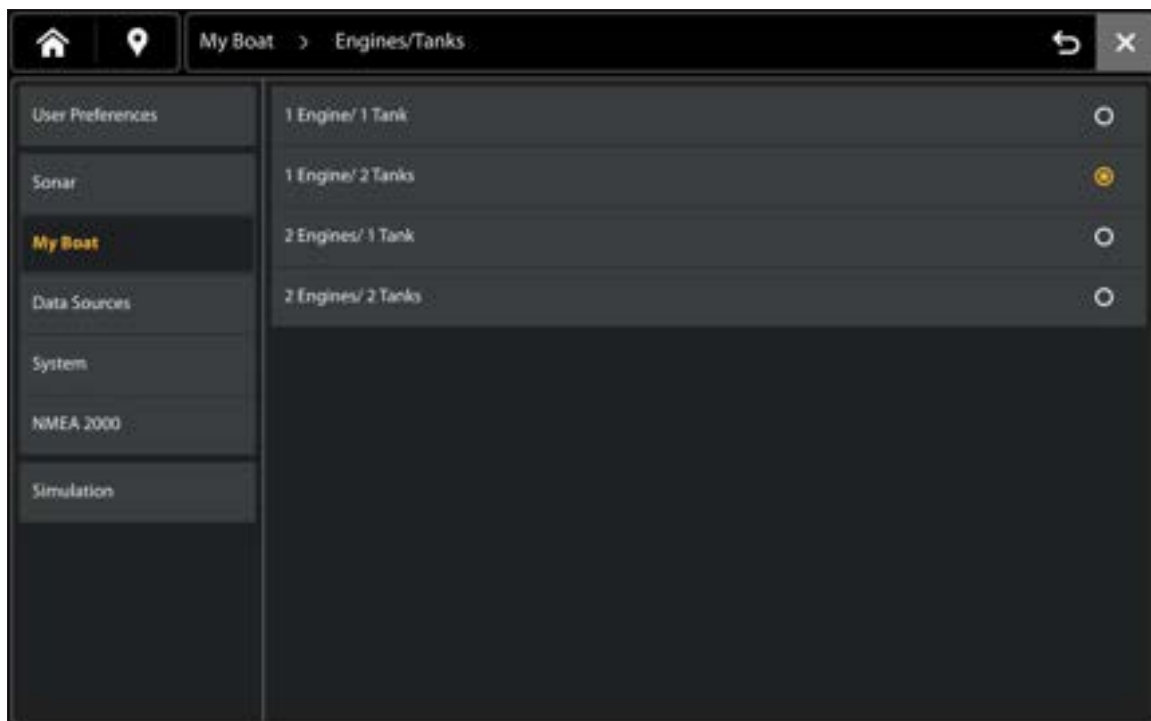 My Boat > Engines/Tanks
User Preferences
Sonar
My Boat
Data Sources
System
NMEA 2000
Simulation
1 Engine/ 1 Tank
1 Engine/ 2 Tanks
2 Engines/ 1 Tank
2 Engines/ 2 Tanks